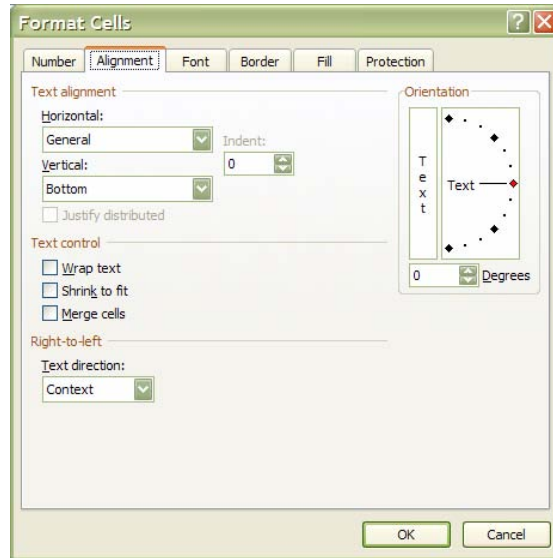 Format Cells
Number Alignment Font Border Fill Protection
Text alignment
Horizontal:
General
Indent:
0
Vertical:
Bottom
Justify distributed
Text control
Wrap text
Shrink to fit
Merge cells
Right-to-left
Text direction:
Context
Orientation
Text
Text
0 Degrees
OK Cancel